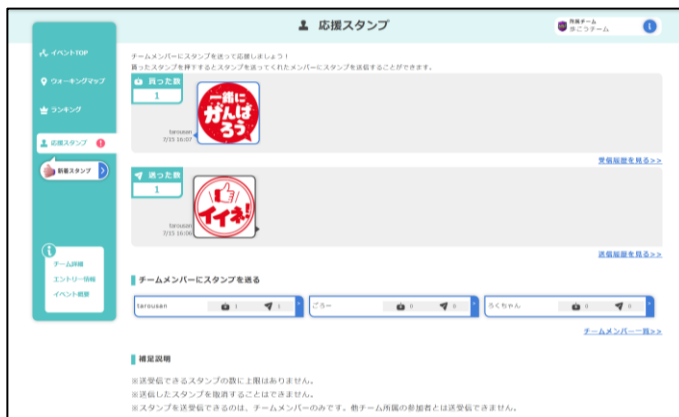 応援スタンプ
所属チーム
歩こうチーム
イベントTOP
ウォーキングマップ
ランキング
応援スタンプ
新着スタンプ
チーム詳細
エントリー情報
イベント概要
チームメンバーにスタンプを送って応援しましょう！
貰ったスタンプを押下するとスタンプを送ってくれたメンバーにスタンプを送信することができます。
貰った数
1
一緒に
がんば
ろう
tarousan
7/15 16:07
受信履歴を見る>>
送った数
1
イイネ!
tarousan
7/15 16:06
送信履歴を見る>>
チームメンバーにスタンプを送る
tarousan 1 1
ごろー 0 0
ろくちゃん 0 0
チームメンバー一覧>>
補足説明
※送受信できるスタンプの数に上限はありません。
※送信したスタンプを取消することはできません。
※スタンプを送受信できるのは、チームメンバーのみです。他チーム所属の参加者とは送受信できません。